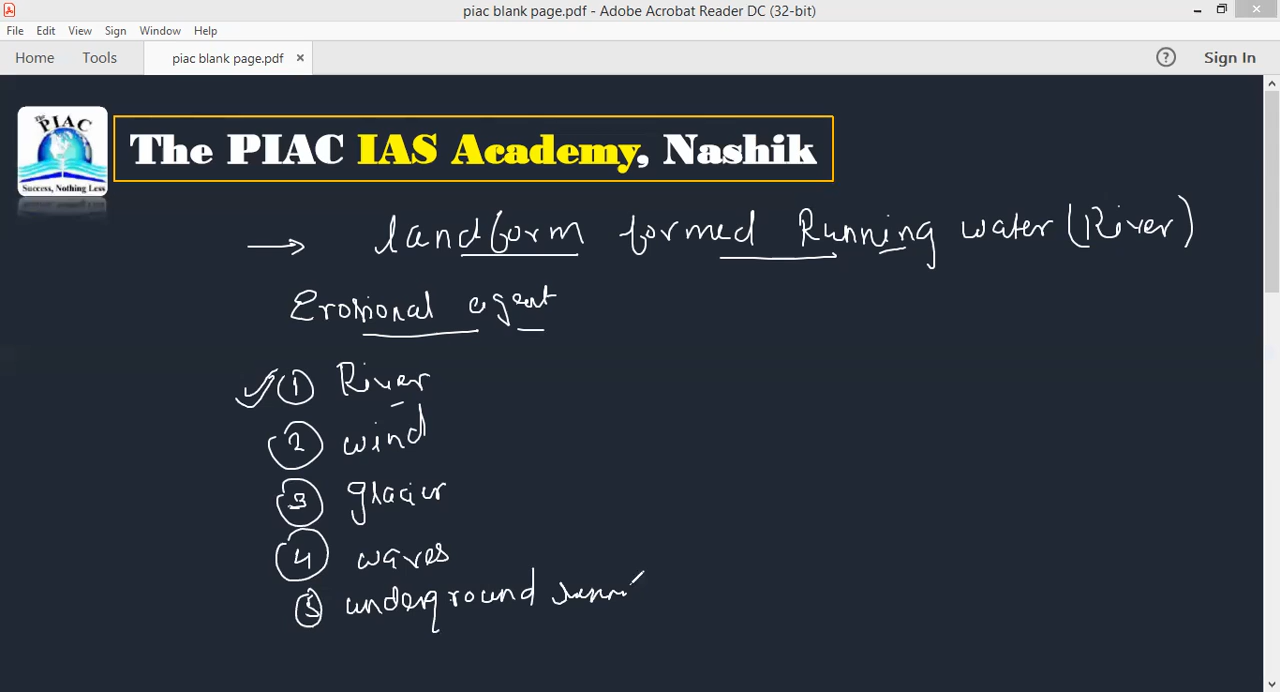 piac blank page.pdf - Adobe Acrobat Reader DC (32-bit)
File Edit View Sign Window Help
Home Tools piac blank page.pdf × ? Sign In
The PIAC
Success, Nothing Less
The PIAC IAS Academy, Nashik
→ landform formed Running water (River)
Erosional agent
✓ ① River
② wind
③ glacier
④ waves
⑤ underground